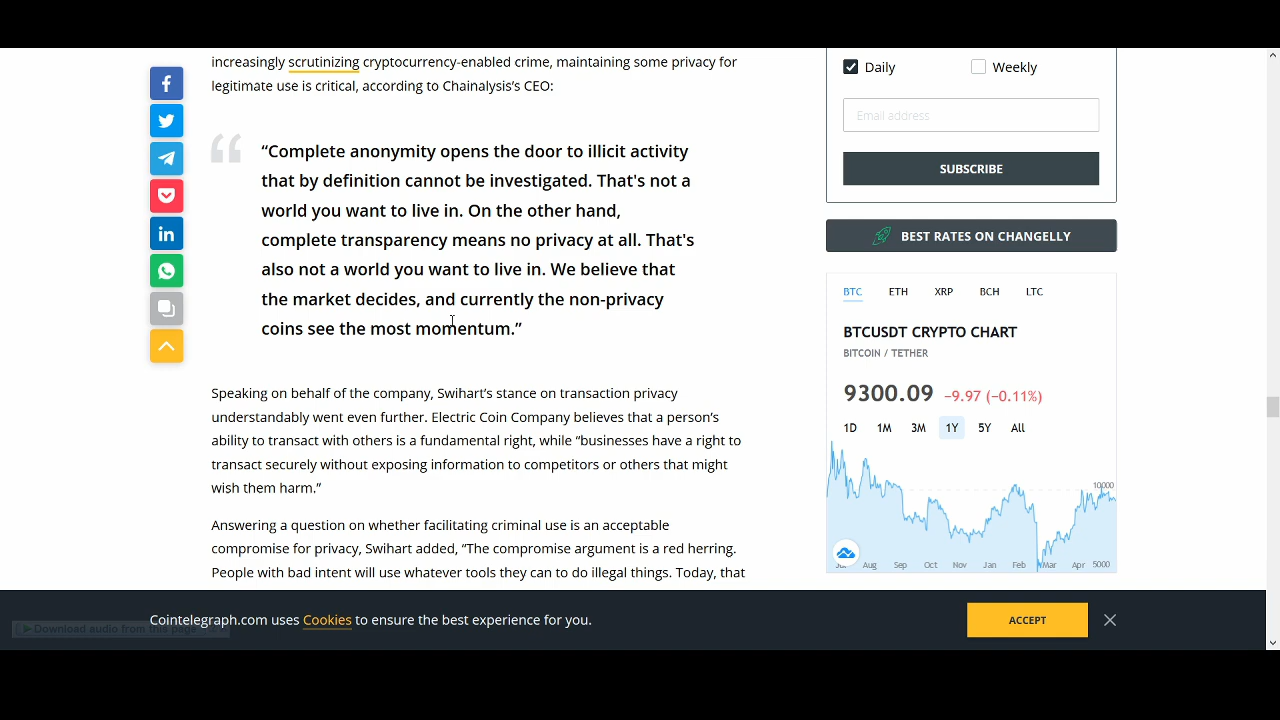 increasingly scrutinizing cryptocurrency-enabled crime, maintaining some privacy for
legitimate use is critical, according to Chainalysis’s CEO:
“Complete anonymity opens the door to illicit activity
that by definition cannot be investigated. That's not a
world you want to live in. On the other hand,
complete transparency means no privacy at all. That's
also not a world you want to live in. We believe that
the market decides, and currently the non-privacy
coins see the most momentum.”
Speaking on behalf of the company, Swihart’s stance on transaction privacy
understandably went even further. Electric Coin Company believes that a person’s
ability to transact with others is a fundamental right, while “businesses have a right to
transact securely without exposing information to competitors or others that might
wish them harm.”
Answering a question on whether facilitating criminal use is an acceptable
compromise for privacy, Swihart added, “The compromise argument is a red herring.
People with bad intent will use whatever tools they can to do illegal things. Today, that
Daily
Weekly
Email address
SUBSCRIBE
BEST RATES ON CHANGELLY
BTC ETH XRP BCH LTC
BTCUSDT CRYPTO CHART
BITCOIN / TETHER
9300.09 −9.97 (−0.11%)
1D 1M 3M 1Y 5Y All
10000
Aug Sep Oct Nov Jan Feb Mar Apr 5000
Cointelegraph.com uses Cookies to ensure the best experience for you.
ACCEPT
Download audio from this page